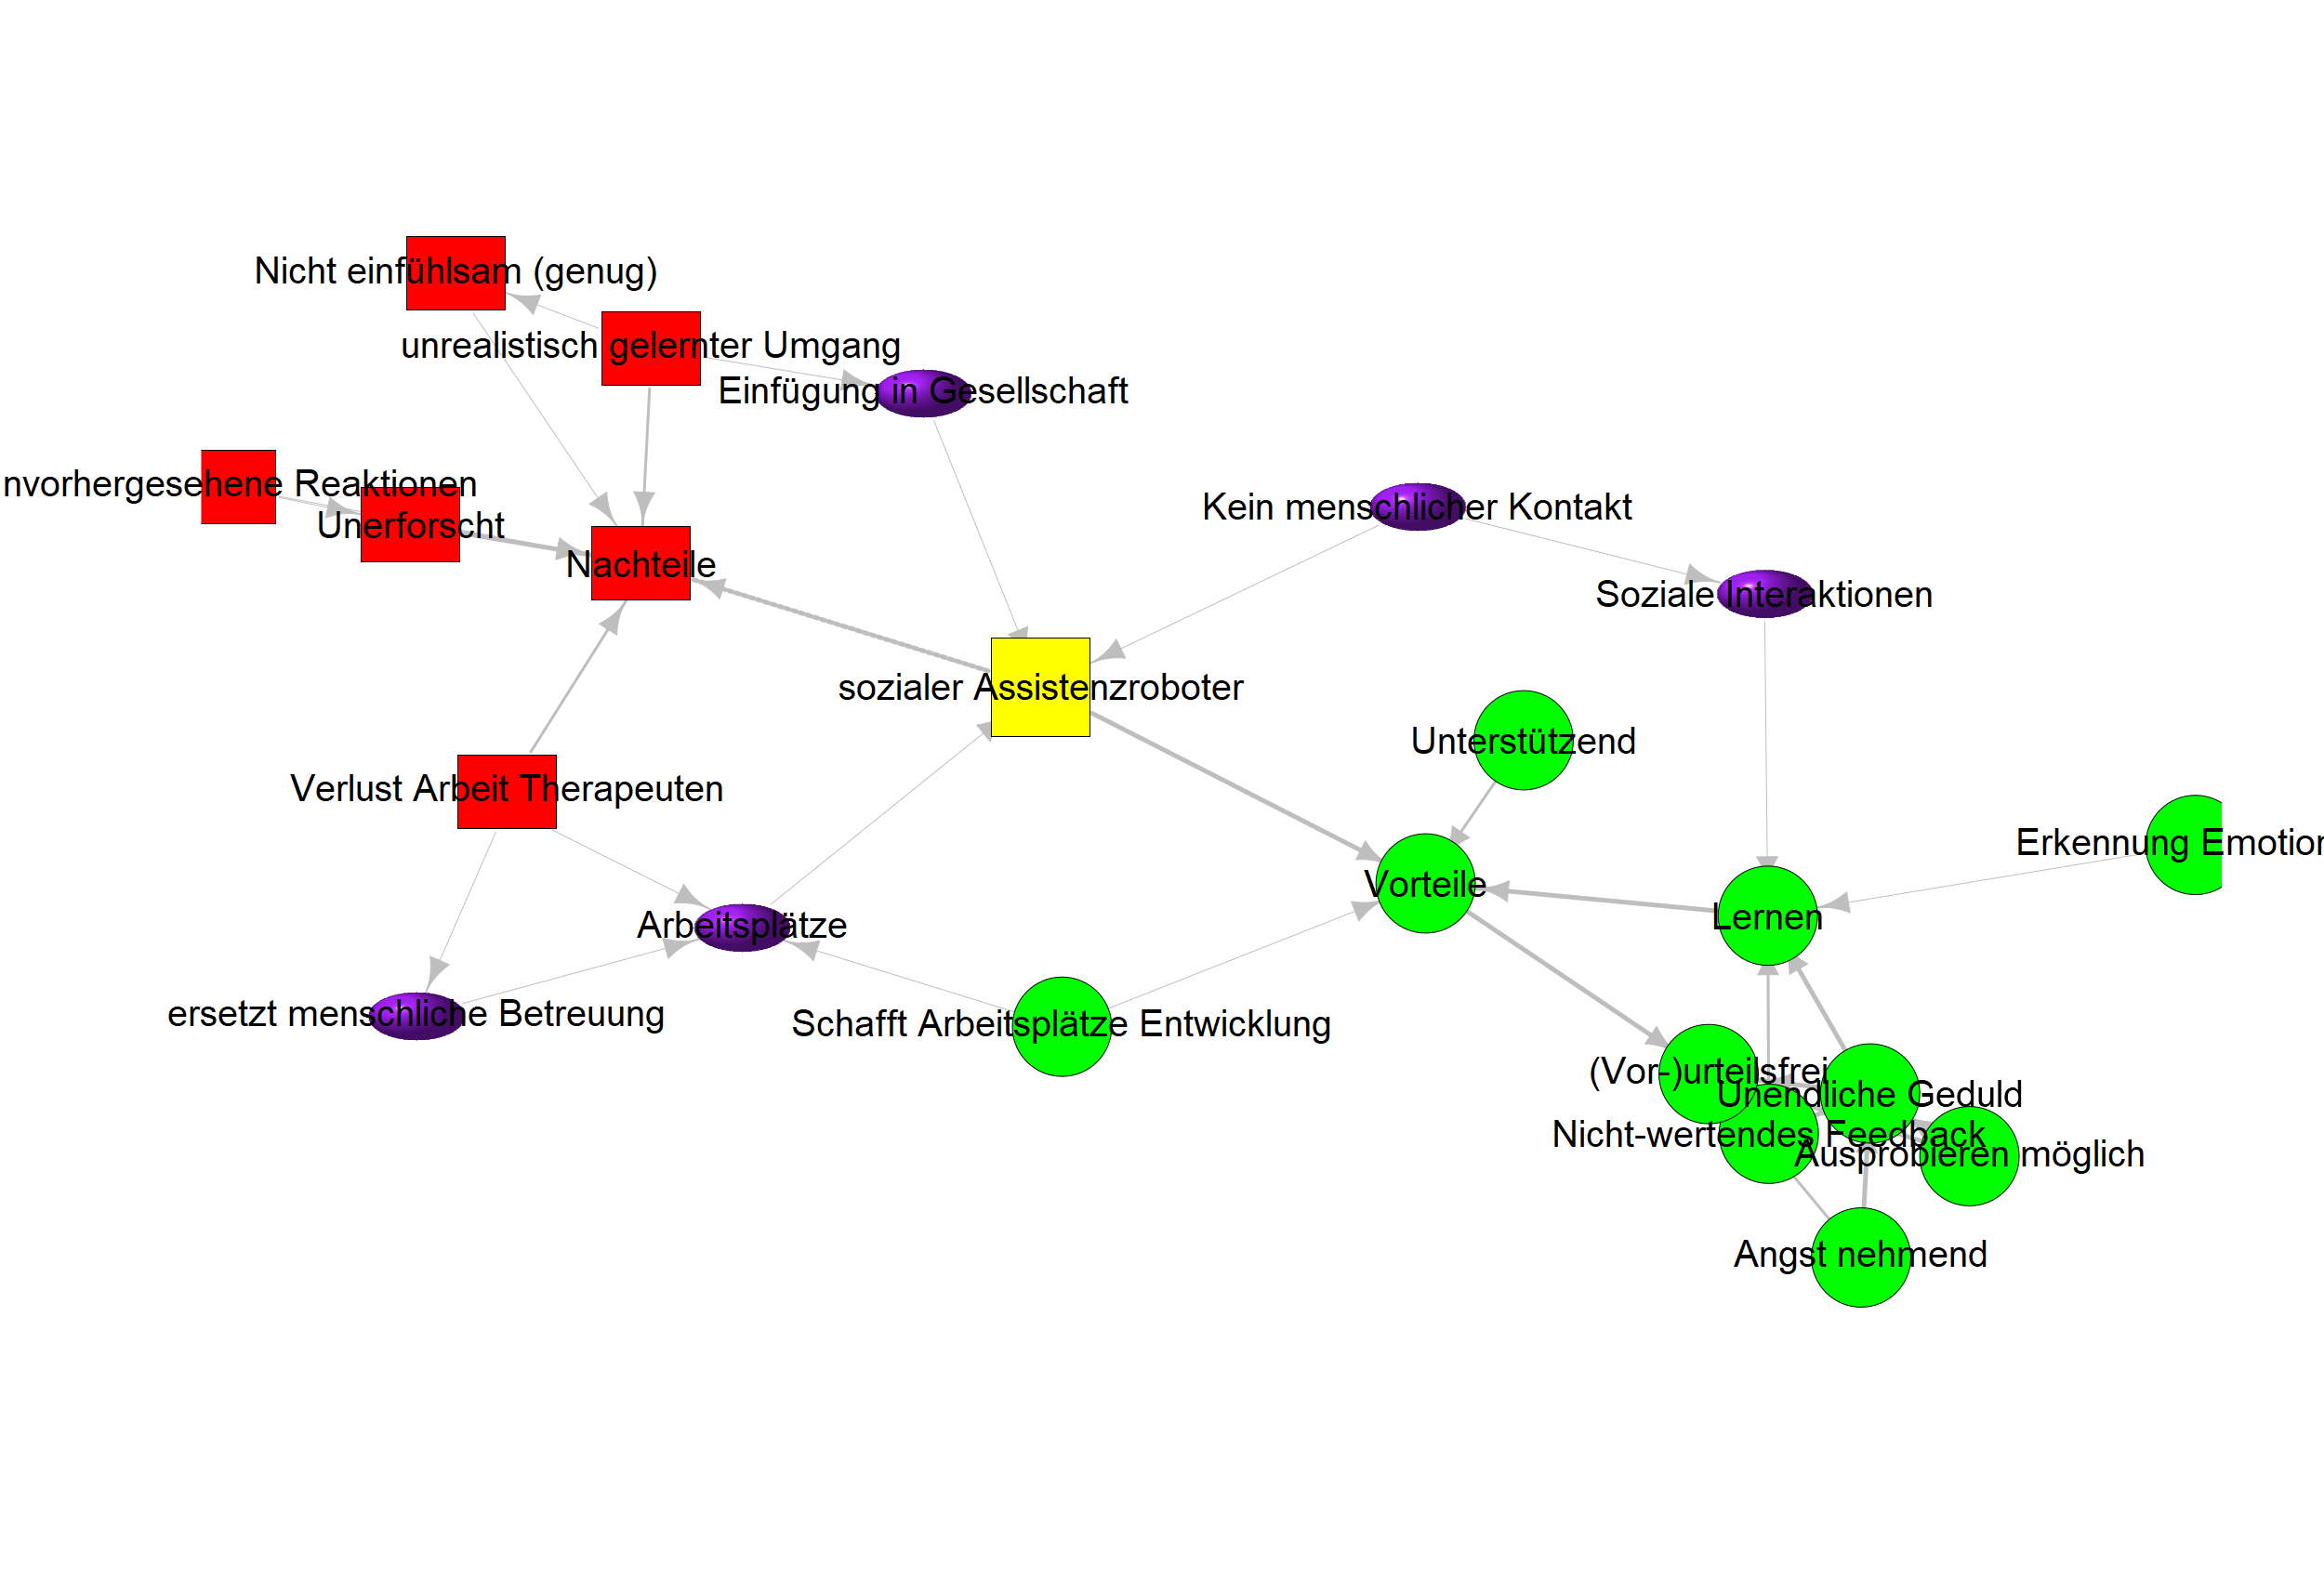 Nicht einfühlsam (genug)
unrealistisch gelernter Umgang
Einfügung in Gesellschaft
nvorhergesehene Reaktionen
Unerforscht
Kein menschlicher Kontakt
Nachteile
Soziale Interaktionen
sozialer Assistenzroboter
Unterstützend
Verlust Arbeit Therapeuten
Erkennung Emotion
Vorteile
Lernen
Arbeitsplätze
ersetzt menschliche Betreuung
Schafft Arbeitsplätze Entwicklung
(Vor-)urteilsfrei
Unendliche Geduld
Nicht-wertendes Feedback
Ausprobieren möglich
Angst nehmend